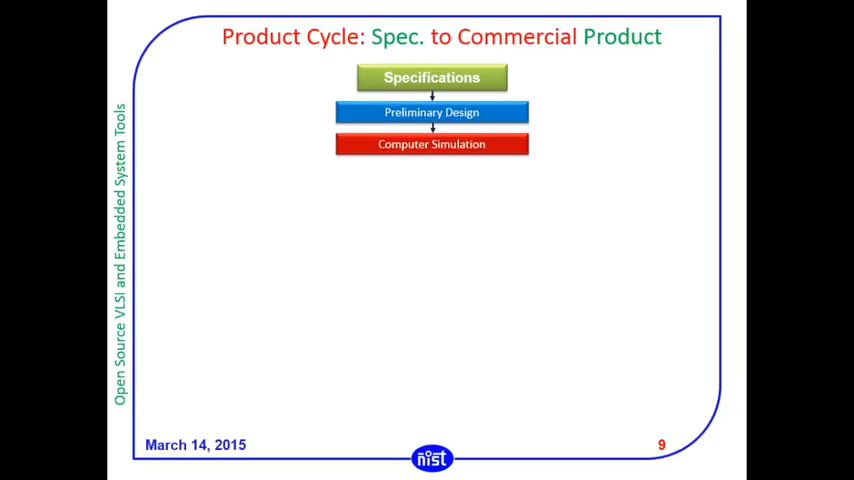 Product Cycle: Spec. to Commercial Product
Specifications
Preliminary Design
Computer Simulation
Open Source VLSI and Embedded System Tools
March 14, 2015
9
nist